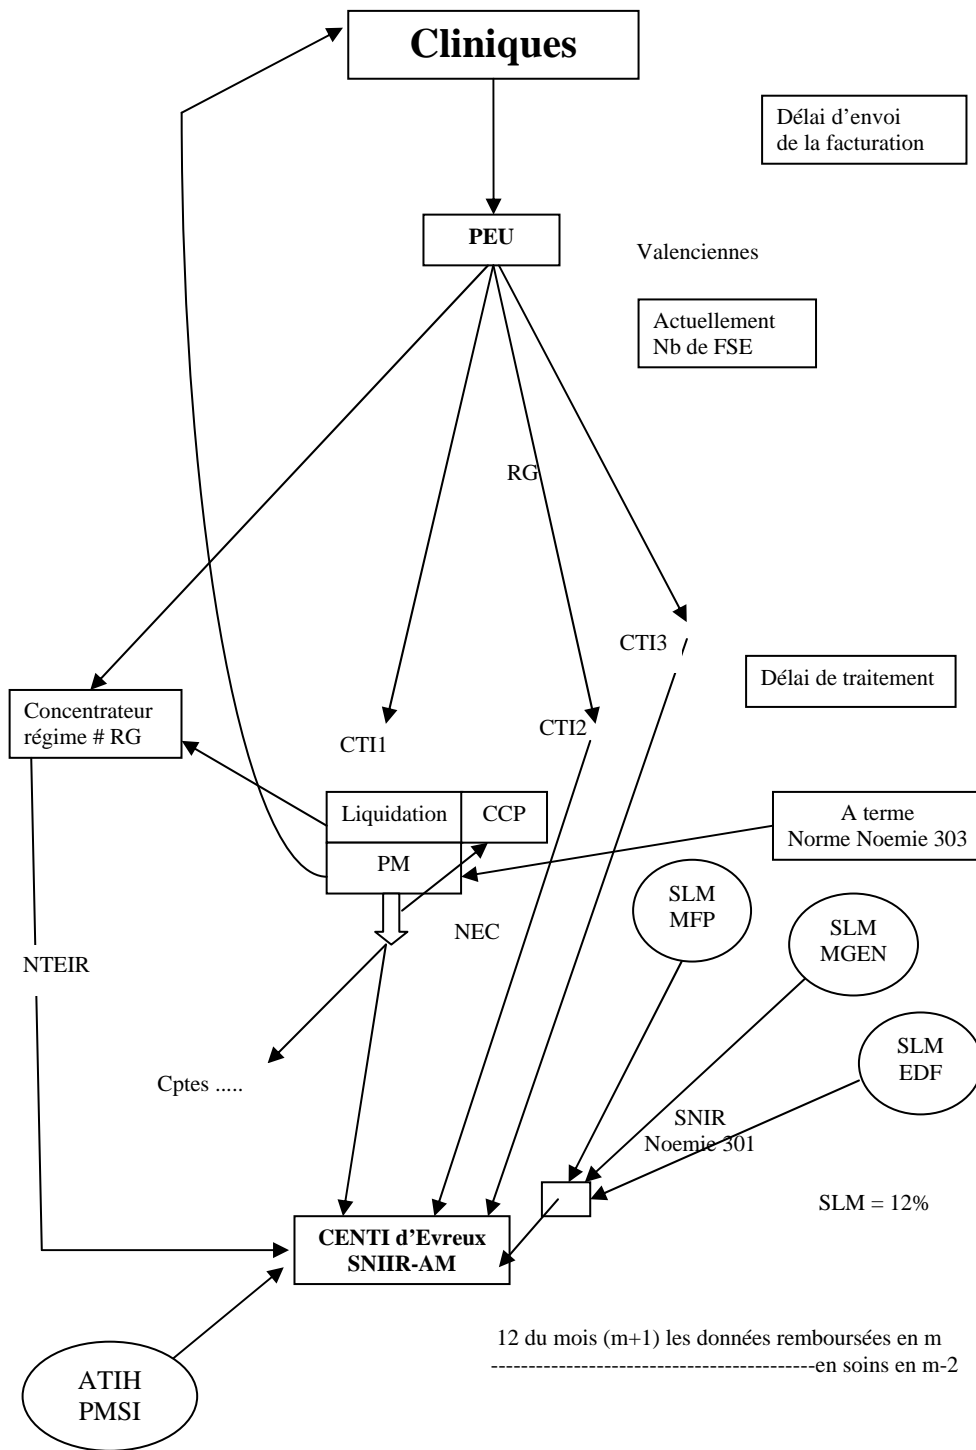 Cliniques
Délai d’envoi
de la facturation
PEU
Valenciennes
Actuellement
Nb de FSE
RG
CTI3
Délai de traitement
Concentrateur
régime # RG
CTI1
CTI2
Liquidation
CCP
A terme
Norme Noemie 303
PM
SLM
MFP
NEC
SLM
MGEN
NTEIR
SLM
EDF
Cptes .....
SNIR
Noemie 301
SLM = 12%
CENTI d’Evreux
SNIIR-AM
12 du mois (m+1) les données remboursées en m
-------------------------------------------en soins en m-2
ATIH
PMSI